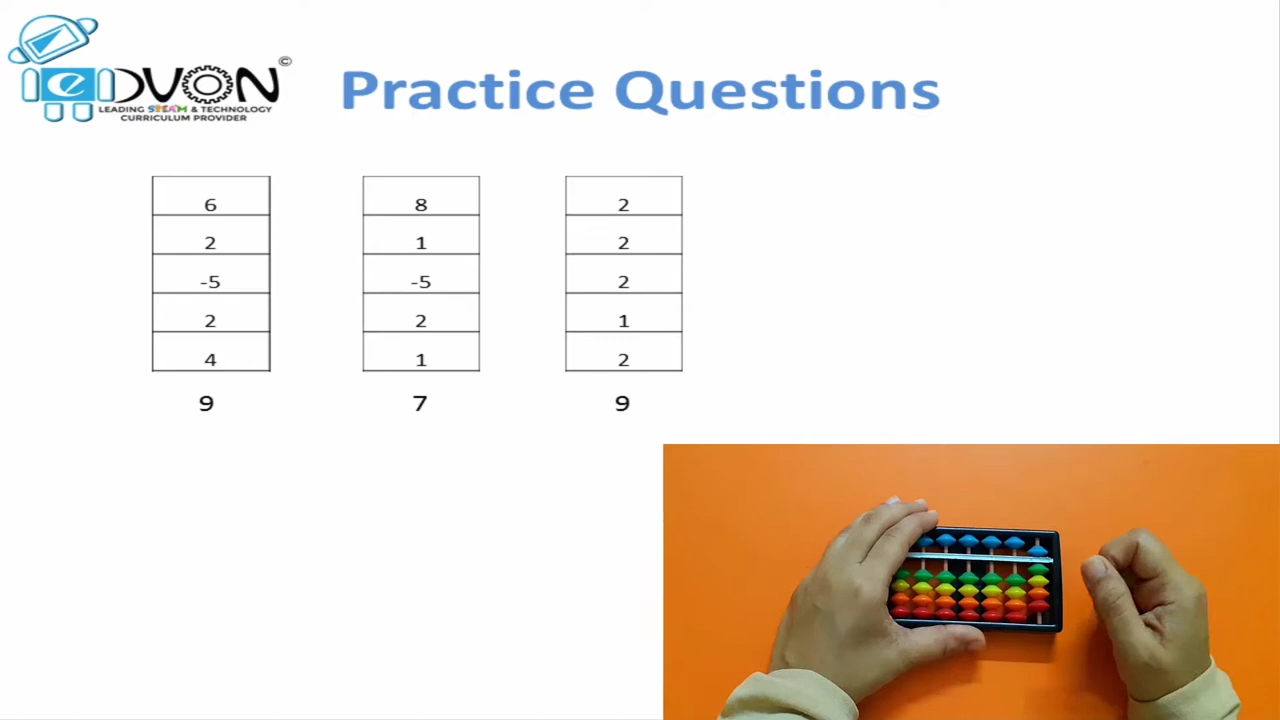 eDVON ©
LEADING STEAM & TECHNOLOGY
CURRICULUM PROVIDER
Practice Questions
6 8 2
2 1 2
-5 -5 2
2 2 1
4 1 2
9 7 9